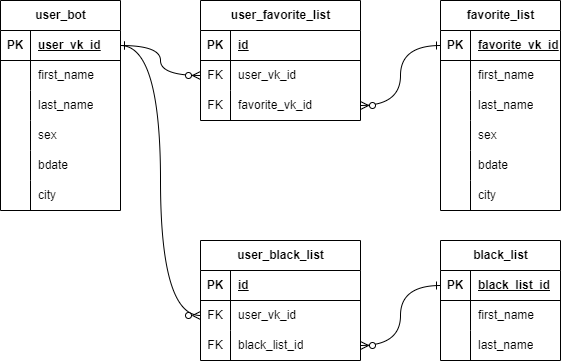 user_bot
PK user_vk_id
first_name
last_name
sex
bdate
city
user_favorite_list
PK id
FK user_vk_id
FK favorite_vk_id
favorite_list
PK favorite_vk_id
first_name
last_name
sex
bdate
city
user_black_list
PK id
FK user_vk_id
FK black_list_id
black_list
PK black_list_id
first_name
last_name